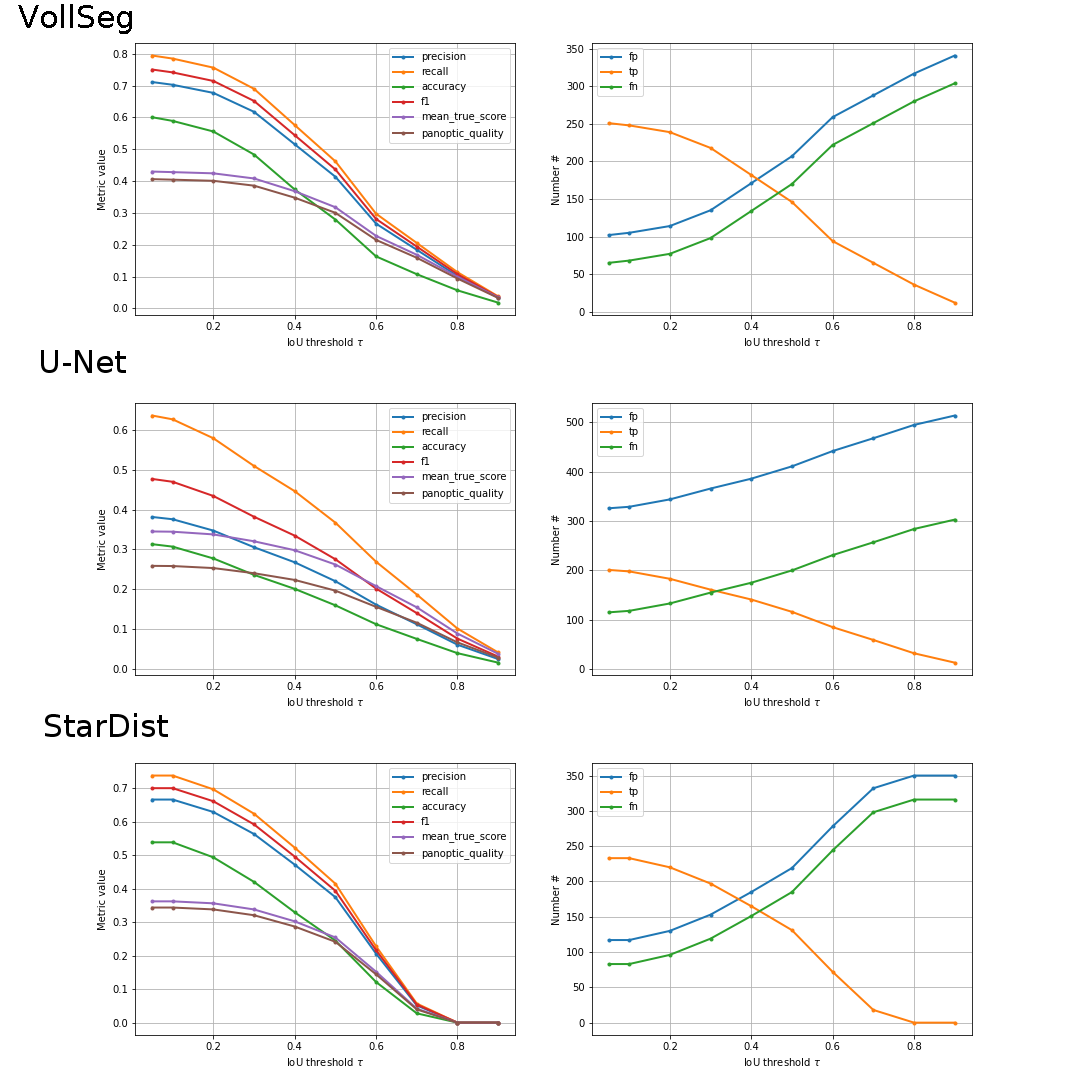 VollSeg
0.8
0.7
0.6
0.5
0.4
0.3
0.2
0.1
0.0
Metric value
0.2 0.4 0.6 0.8
IoU threshold τ
precision
recall
accuracy
f1
mean_true_score
panoptic_quality
350
300
250
200
150
100
50
0
Number #
0.2 0.4 0.6 0.8
IoU threshold τ
fp
tp
fn
U-Net
0.6
0.5
0.4
0.3
0.2
0.1
0.0
Metric value
0.2 0.4 0.6 0.8
IoU threshold τ
precision
recall
accuracy
f1
mean_true_score
panoptic_quality
500
400
300
200
100
0
Number #
0.2 0.4 0.6 0.8
IoU threshold τ
fp
tp
fn
StarDist
0.7
0.6
0.5
0.4
0.3
0.2
0.1
0.0
Metric value
0.2 0.4 0.6 0.8
IoU threshold τ
precision
recall
accuracy
f1
mean_true_score
panoptic_quality
350
300
250
200
150
100
50
0
Number #
0.2 0.4 0.6 0.8
IoU threshold τ
fp
tp
fn